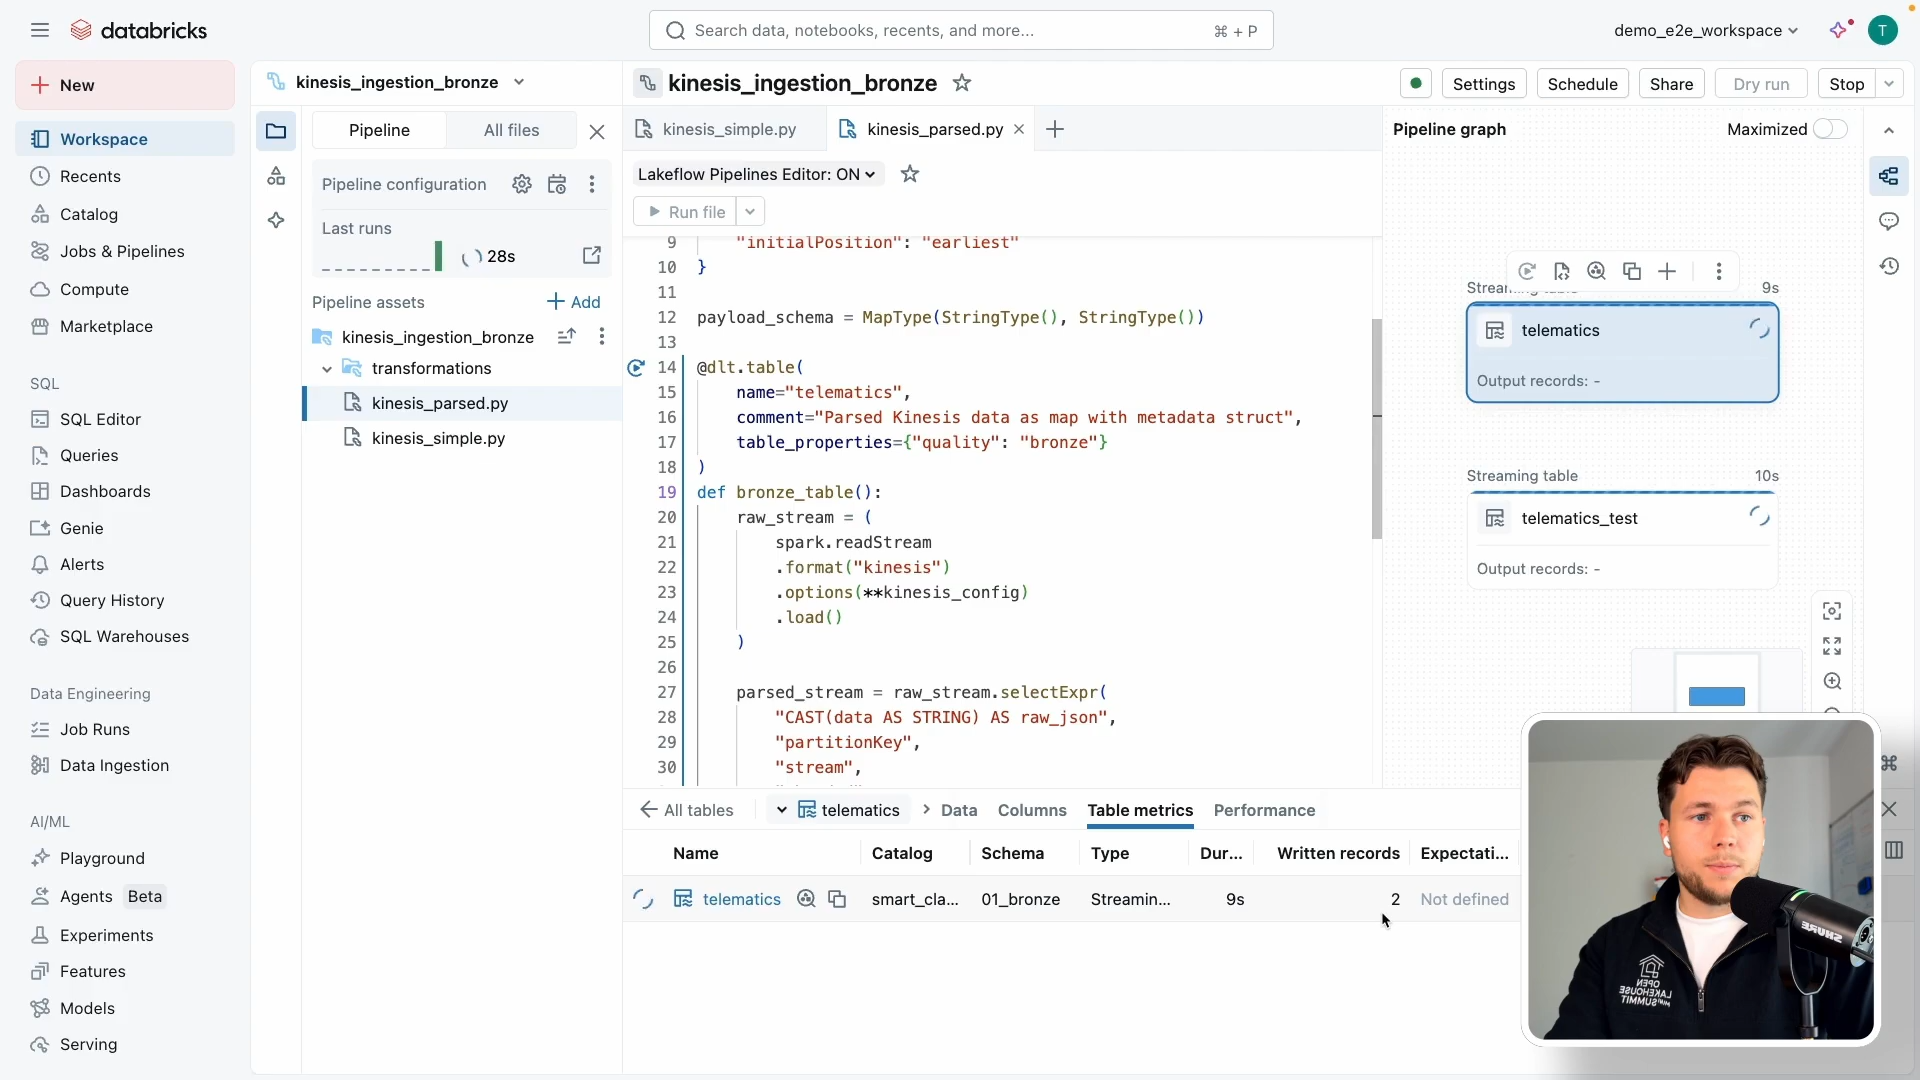 databricks
Search data, notebooks, recents, and more...
⌘ + P
demo_e2e_workspace
T
New
Workspace
Recents
Catalog
Jobs & Pipelines
Compute
Marketplace
SQL
SQL Editor
Queries
Dashboards
Genie
Alerts
Query History
SQL Warehouses
Data Engineering
Job Runs
Data Ingestion
AI/ML
Playground
Agents Beta
Experiments
Features
Models
Serving
kinesis_ingestion_bronze
Pipeline
All files
Pipeline configuration
Last runs
28s
Pipeline assets
Add
kinesis_ingestion_bronze
transformations
kinesis_parsed.py
kinesis_simple.py
kinesis_ingestion_bronze
Settings
Schedule
Share
Dry run
Stop
kinesis_simple.py
kinesis_parsed.py
Lakeflow Pipelines Editor: ON
Run file
9 "initialPosition": "earliest"
10 }
11
12 payload_schema = MapType(StringType(), StringType())
13
14 @dlt.table(
15 name="telematics",
16 comment="Parsed Kinesis data as map with metadata struct",
17 table_properties={"quality": "bronze"}
18 )
19 def bronze_table():
20 raw_stream = (
21 spark.readStream
22 .format("kinesis")
23 .options(**kinesis_config)
24 .load()
25 )
26
27 parsed_stream = raw_stream.selectExpr(
28 "CAST(data AS STRING) AS raw_json",
29 "partitionKey",
30 "stream",
Pipeline graph
Maximized
Streaming table 9s
telematics
Output records: -
Streaming table 10s
telematics_test
Output records: -
All tables
telematics
Data
Columns
Table metrics
Performance
Name Catalog Schema Type Dur... Written records Expectati...
telematics smart_cla... 01_bronze Streamin... 9s 2 Not defined
OPEN
LAKEHOUSE
SUMMIT
SHURE